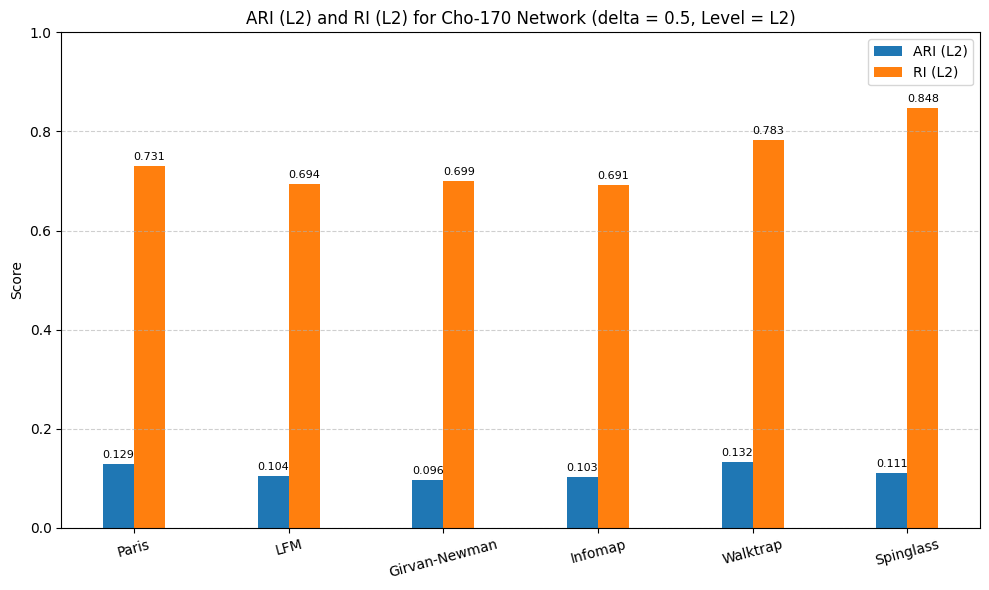 ARI (L2) and RI (L2) for Cho-170 Network (delta = 0.5, Level = L2)
ARI (L2)
RI (L2)
Score
1.0
0.8
0.6
0.4
0.2
0.0
0.129
0.731
0.104
0.694
0.096
0.699
0.103
0.691
0.132
0.783
0.111
0.848
Paris
LFM
Girvan-Newman
Infomap
Walktrap
Spinglass